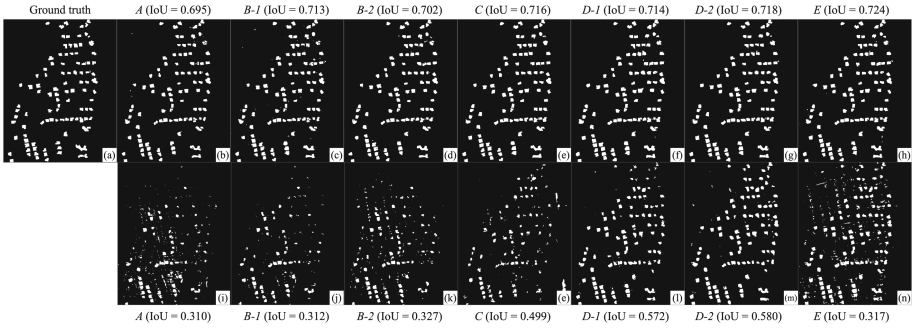 Ground truth A (IoU = 0.695) B-1 (IoU = 0.713) B-2 (IoU = 0.702) C (IoU = 0.716) D-1 (IoU = 0.714) D-2 (IoU = 0.718) E (IoU = 0.724)
(a) (b) (c) (d) (e) (f) (g) (h)
(i) (j) (k) (e) (l) (m) (n)
A (IoU = 0.310) B-1 (IoU = 0.312) B-2 (IoU = 0.327) C (IoU = 0.499) D-1 (IoU = 0.572) D-2 (IoU = 0.580) E (IoU = 0.317)